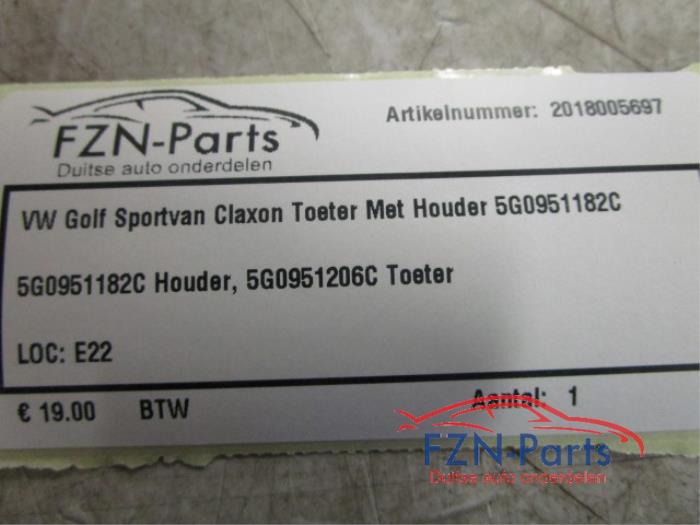 FZN-Parts
Duitse auto onderdelen
Artikelnummer: 2018005697
VW Golf Sportvan Claxon Toeter Met Houder 5G0951182C
5G0951182C Houder, 5G0951206C Toeter
LOC: E22
€ 19.00 BTW Aantal: 1
FZN-Parts
Duitse auto onderdelen